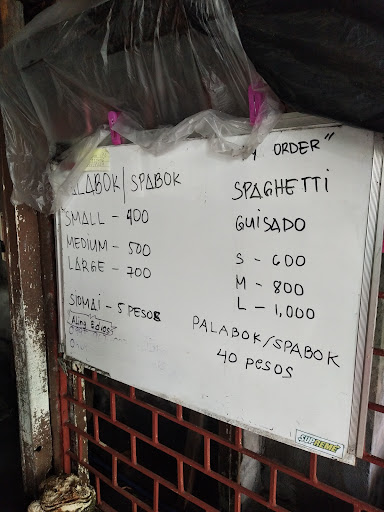 PALABOK/SPABOK
SMALL - 400
MEDIUM - 500
LARGE - 700
SIOMAI - 5 PESOS
ORDER"
SPAGHETTI
GUISADO
S - 600
M - 800
L - 1,000
PALABOK/SPABOK
40 PESOS
SUPREME